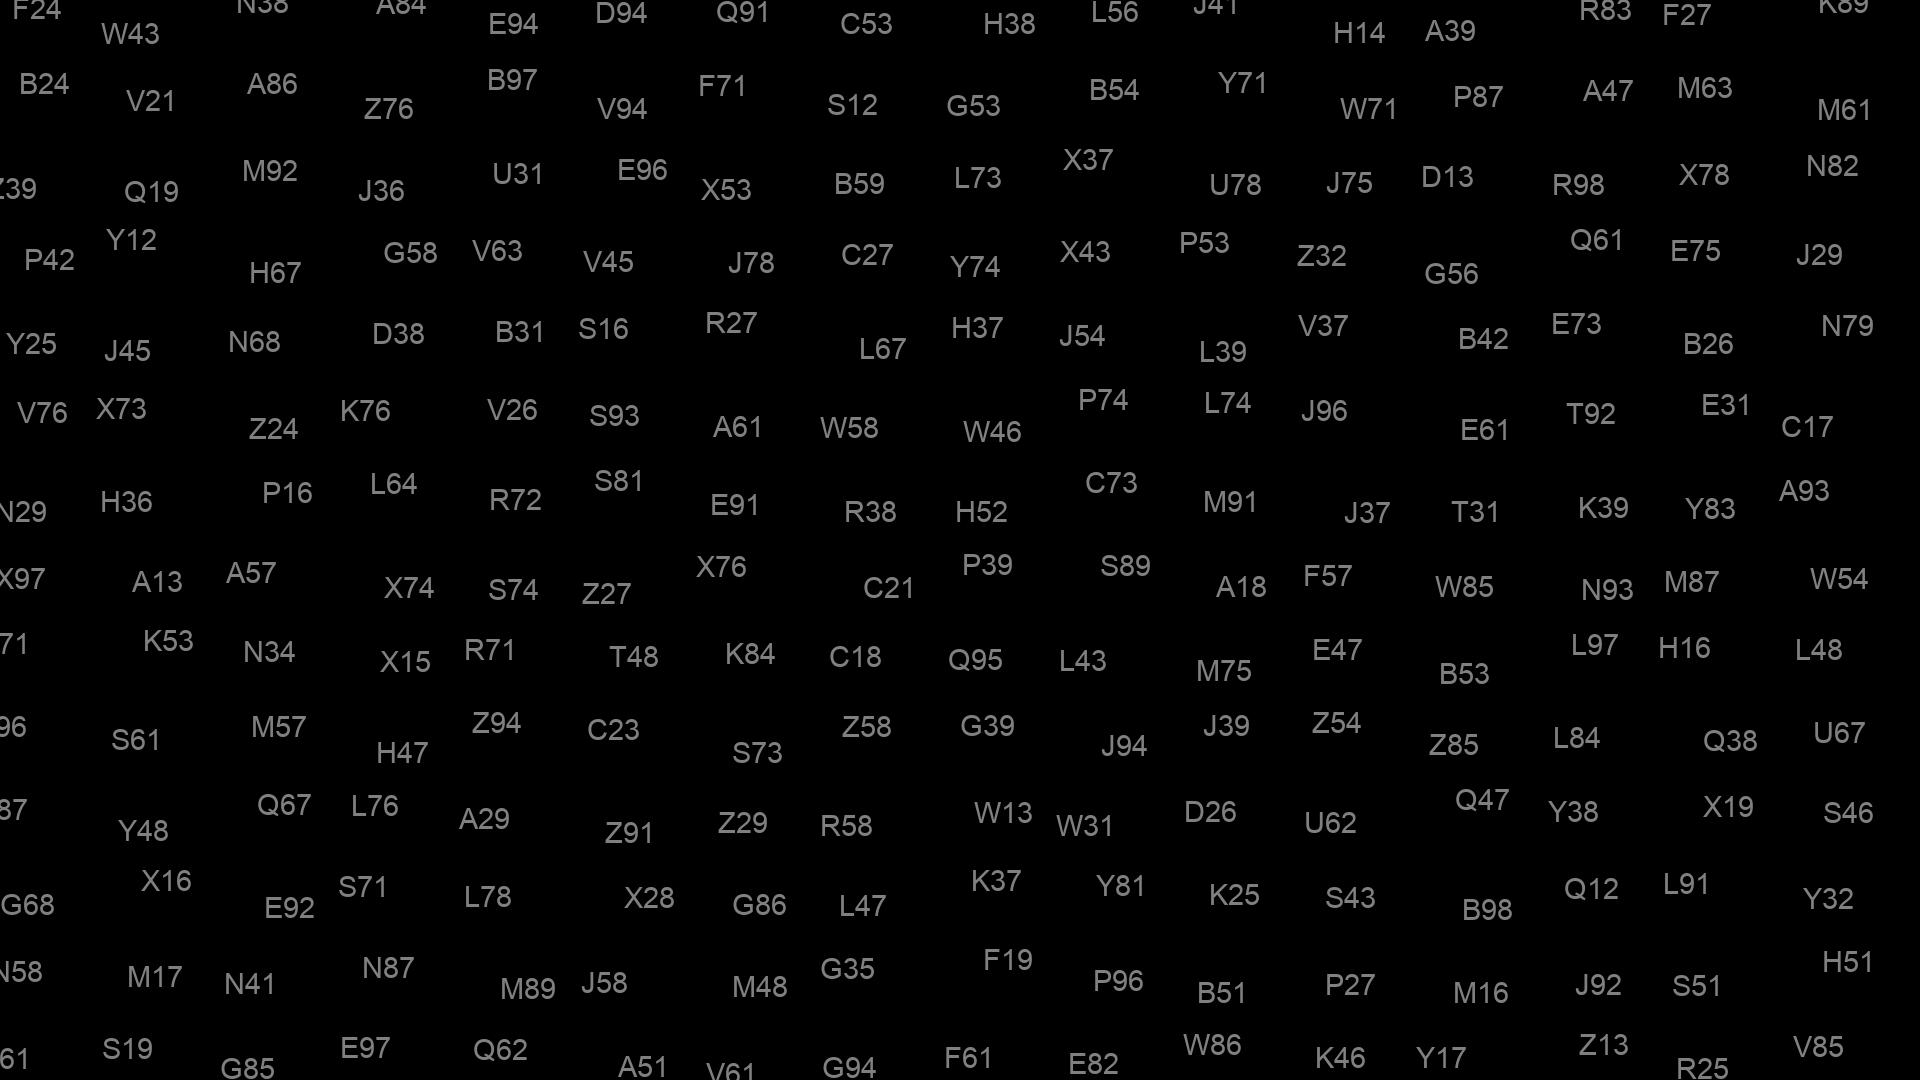 F24 W43 N38 A84 E94 D94 Q91 C53 H38 L56 J41 H14 A39 R83 F27 K89
B24 V21 A86 Z76 B97 V94 F71 S12 G53 B54 Y71 W71 P87 A47 M63 M61
Z39 Q19 M92 J36 U31 E96 X53 B59 L73 X37 U78 J75 D13 R98 X78 N82
P42 Y12 H67 G58 V63 V45 J78 C27 Y74 X43 P53 Z32 G56 Q61 E75 J29
Y25 J45 N68 D38 B31 S16 R27 L67 H37 J54 L39 V37 B42 E73 B26 N79
V76 X73 Z24 K76 V26 S93 A61 W58 W46 P74 L74 J96 E61 T92 E31 C17
N29 H36 P16 L64 R72 S81 E91 R38 H52 C73 M91 J37 T31 K39 Y83 A93
X97 A13 A57 X74 S74 Z27 X76 C21 P39 S89 A18 F57 W85 N93 M87 W54
71 K53 N34 X15 R71 T48 K84 C18 Q95 L43 M75 E47 B53 L97 H16 L48
96 S61 M57 H47 Z94 C23 S73 Z58 G39 J94 J39 Z54 Z85 L84 Q38 U67
87 Y48 Q67 L76 A29 Z91 Z29 R58 W13 W31 D26 U62 Q47 Y38 X19 S46
G68 X16 E92 S71 L78 X28 G86 L47 K37 Y81 K25 S43 B98 Q12 L91 Y32
N58 M17 N41 N87 M89 J58 M48 G35 F19 P96 B51 P27 M16 J92 S51 H51
61 S19 G85 E97 Q62 A51 V61 G94 F61 E82 W86 K46 Y17 Z13 R25 V85